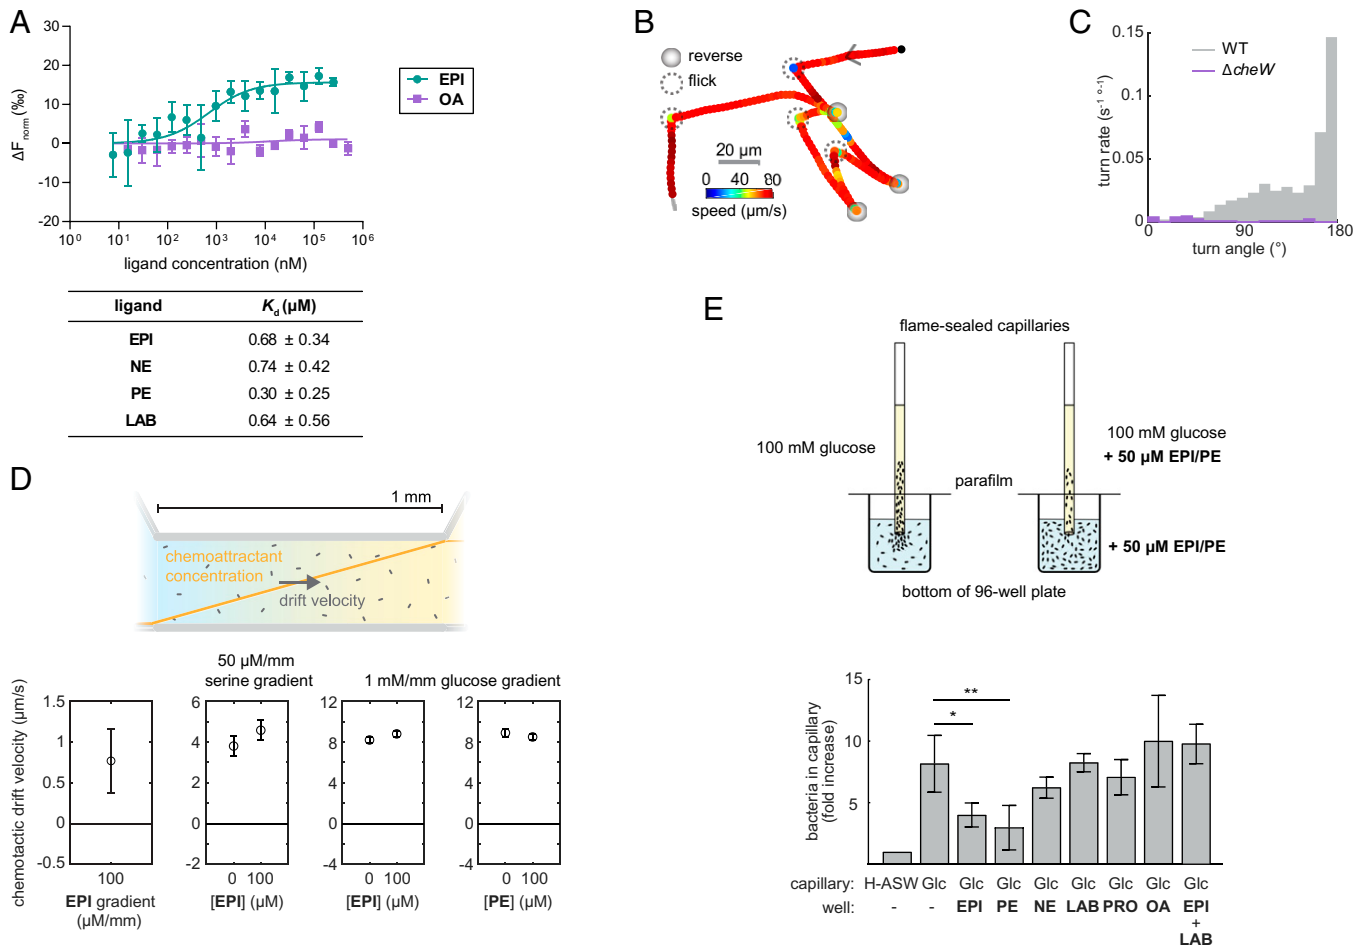 A
30
20
10
0
-10
-20
ΔF norm (‰)
10⁰ 10¹ 10² 10³ 10⁴ 10⁵ 10⁶
ligand concentration (nM)
EPI
OA
ligand K_d (µM)
EPI 0.68 ± 0.34
NE 0.74 ± 0.42
PE 0.30 ± 0.25
LAB 0.64 ± 0.56
B
reverse
flick
20 µm
0 40 80
speed (µm/s)
C
0.15
0.1
0.05
0
turn rate (s⁻¹ °⁻¹)
WT
ΔcheW
0 90 180
turn angle (°)
D
1 mm
chemoattractant
concentration
drift velocity
50 µM/mm
serine gradient
1 mM/mm glucose gradient
chemotactic drift velocity (µm/s)
1.5
1
0.5
0
-0.5
100
EPI gradient
(µM/mm)
6
4
2
0
-2
0 100
[EPI] (µM)
12
8
4
0
-4
0 100
[EPI] (µM)
12
8
4
0
-4
0 100
[PE] (µM)
E
flame-sealed capillaries
100 mM glucose
100 mM glucose
+ 50 µM EPI/PE
parafilm
+ 50 µM EPI/PE
bottom of 96-well plate
bacteria in capillary
(fold increase)
15
10
5
**
*
capillary: H-ASW Glc Glc Glc Glc Glc Glc Glc Glc
well: - - EPI PE NE LAB PRO OA EPI
+
LAB